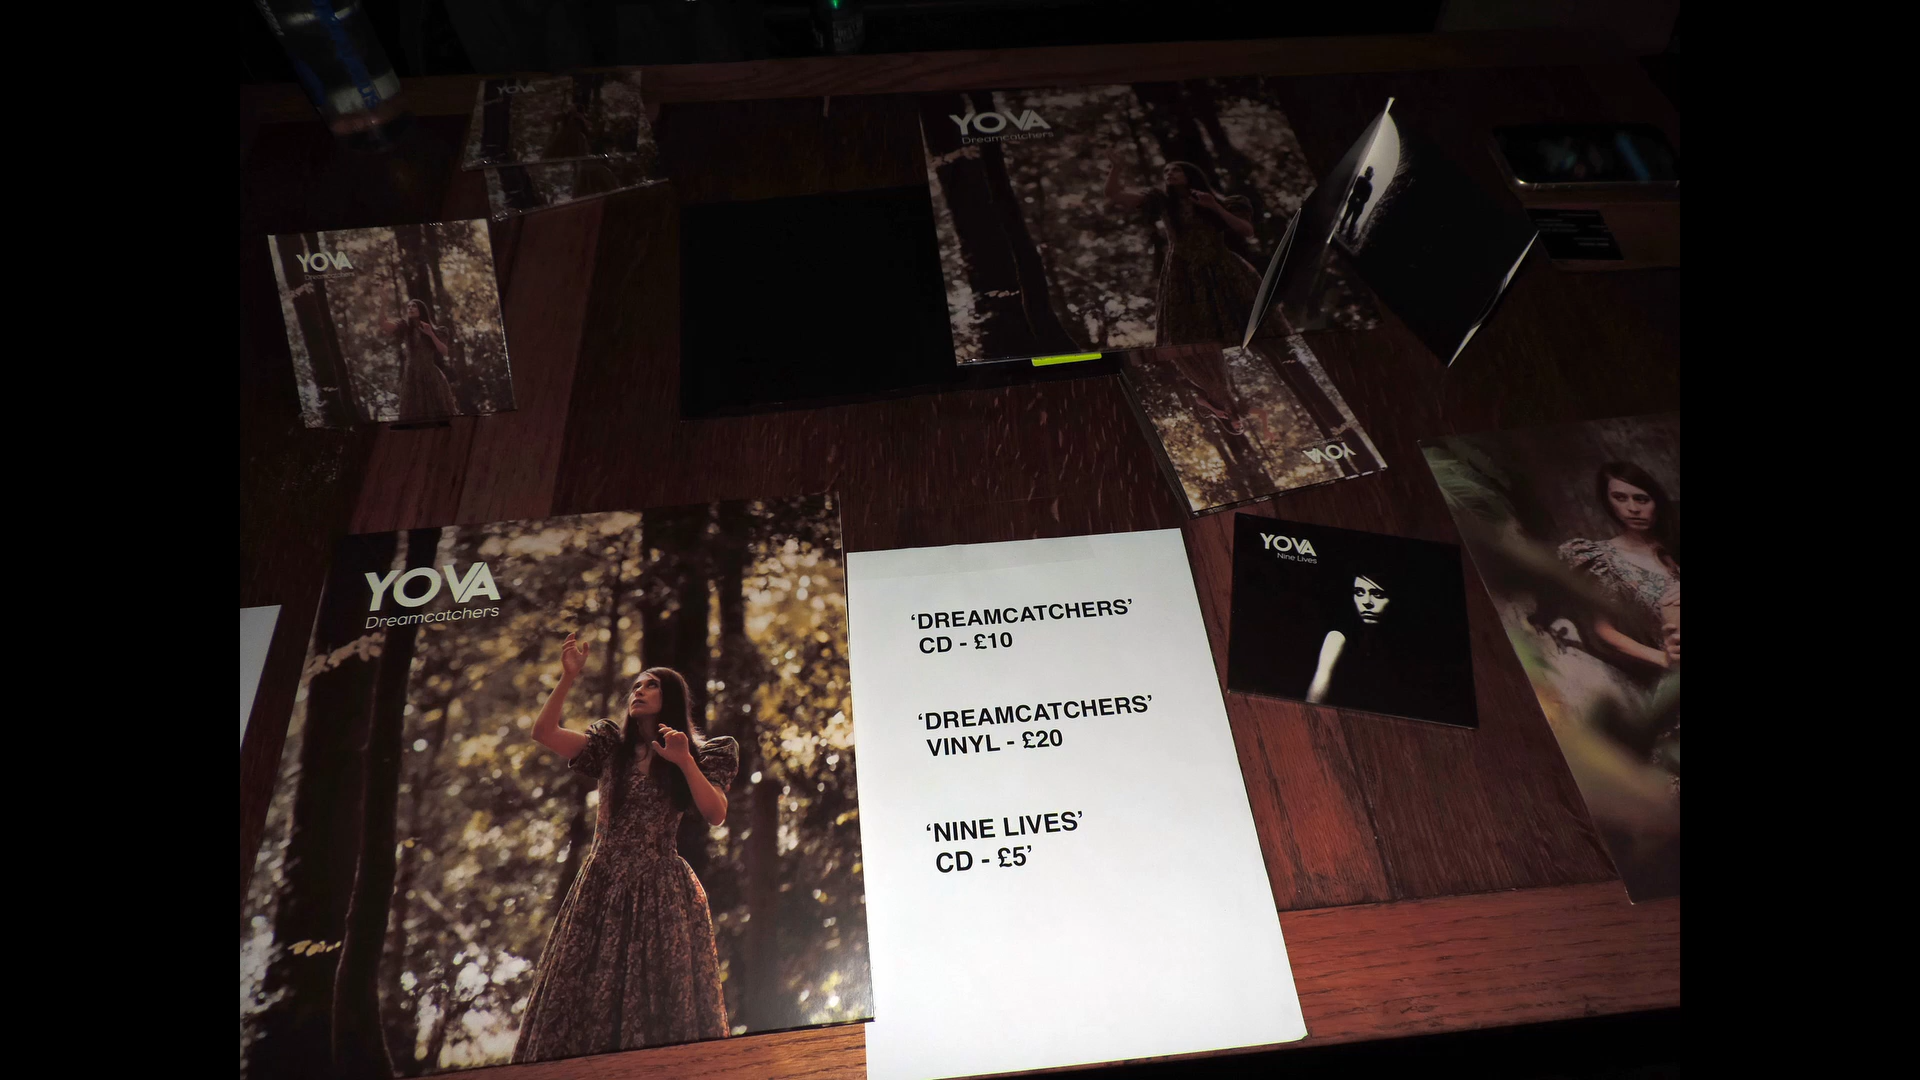 YOVA
YOVA
Dreamcatchers
YOVA
Dreamcatchers
YOVA
YOVA
Nine Lives
YOVA
Dreamcatchers
‘DREAMCATCHERS’
CD - £10
‘DREAMCATCHERS’
VINYL - £20
‘NINE LIVES’
CD - £5’